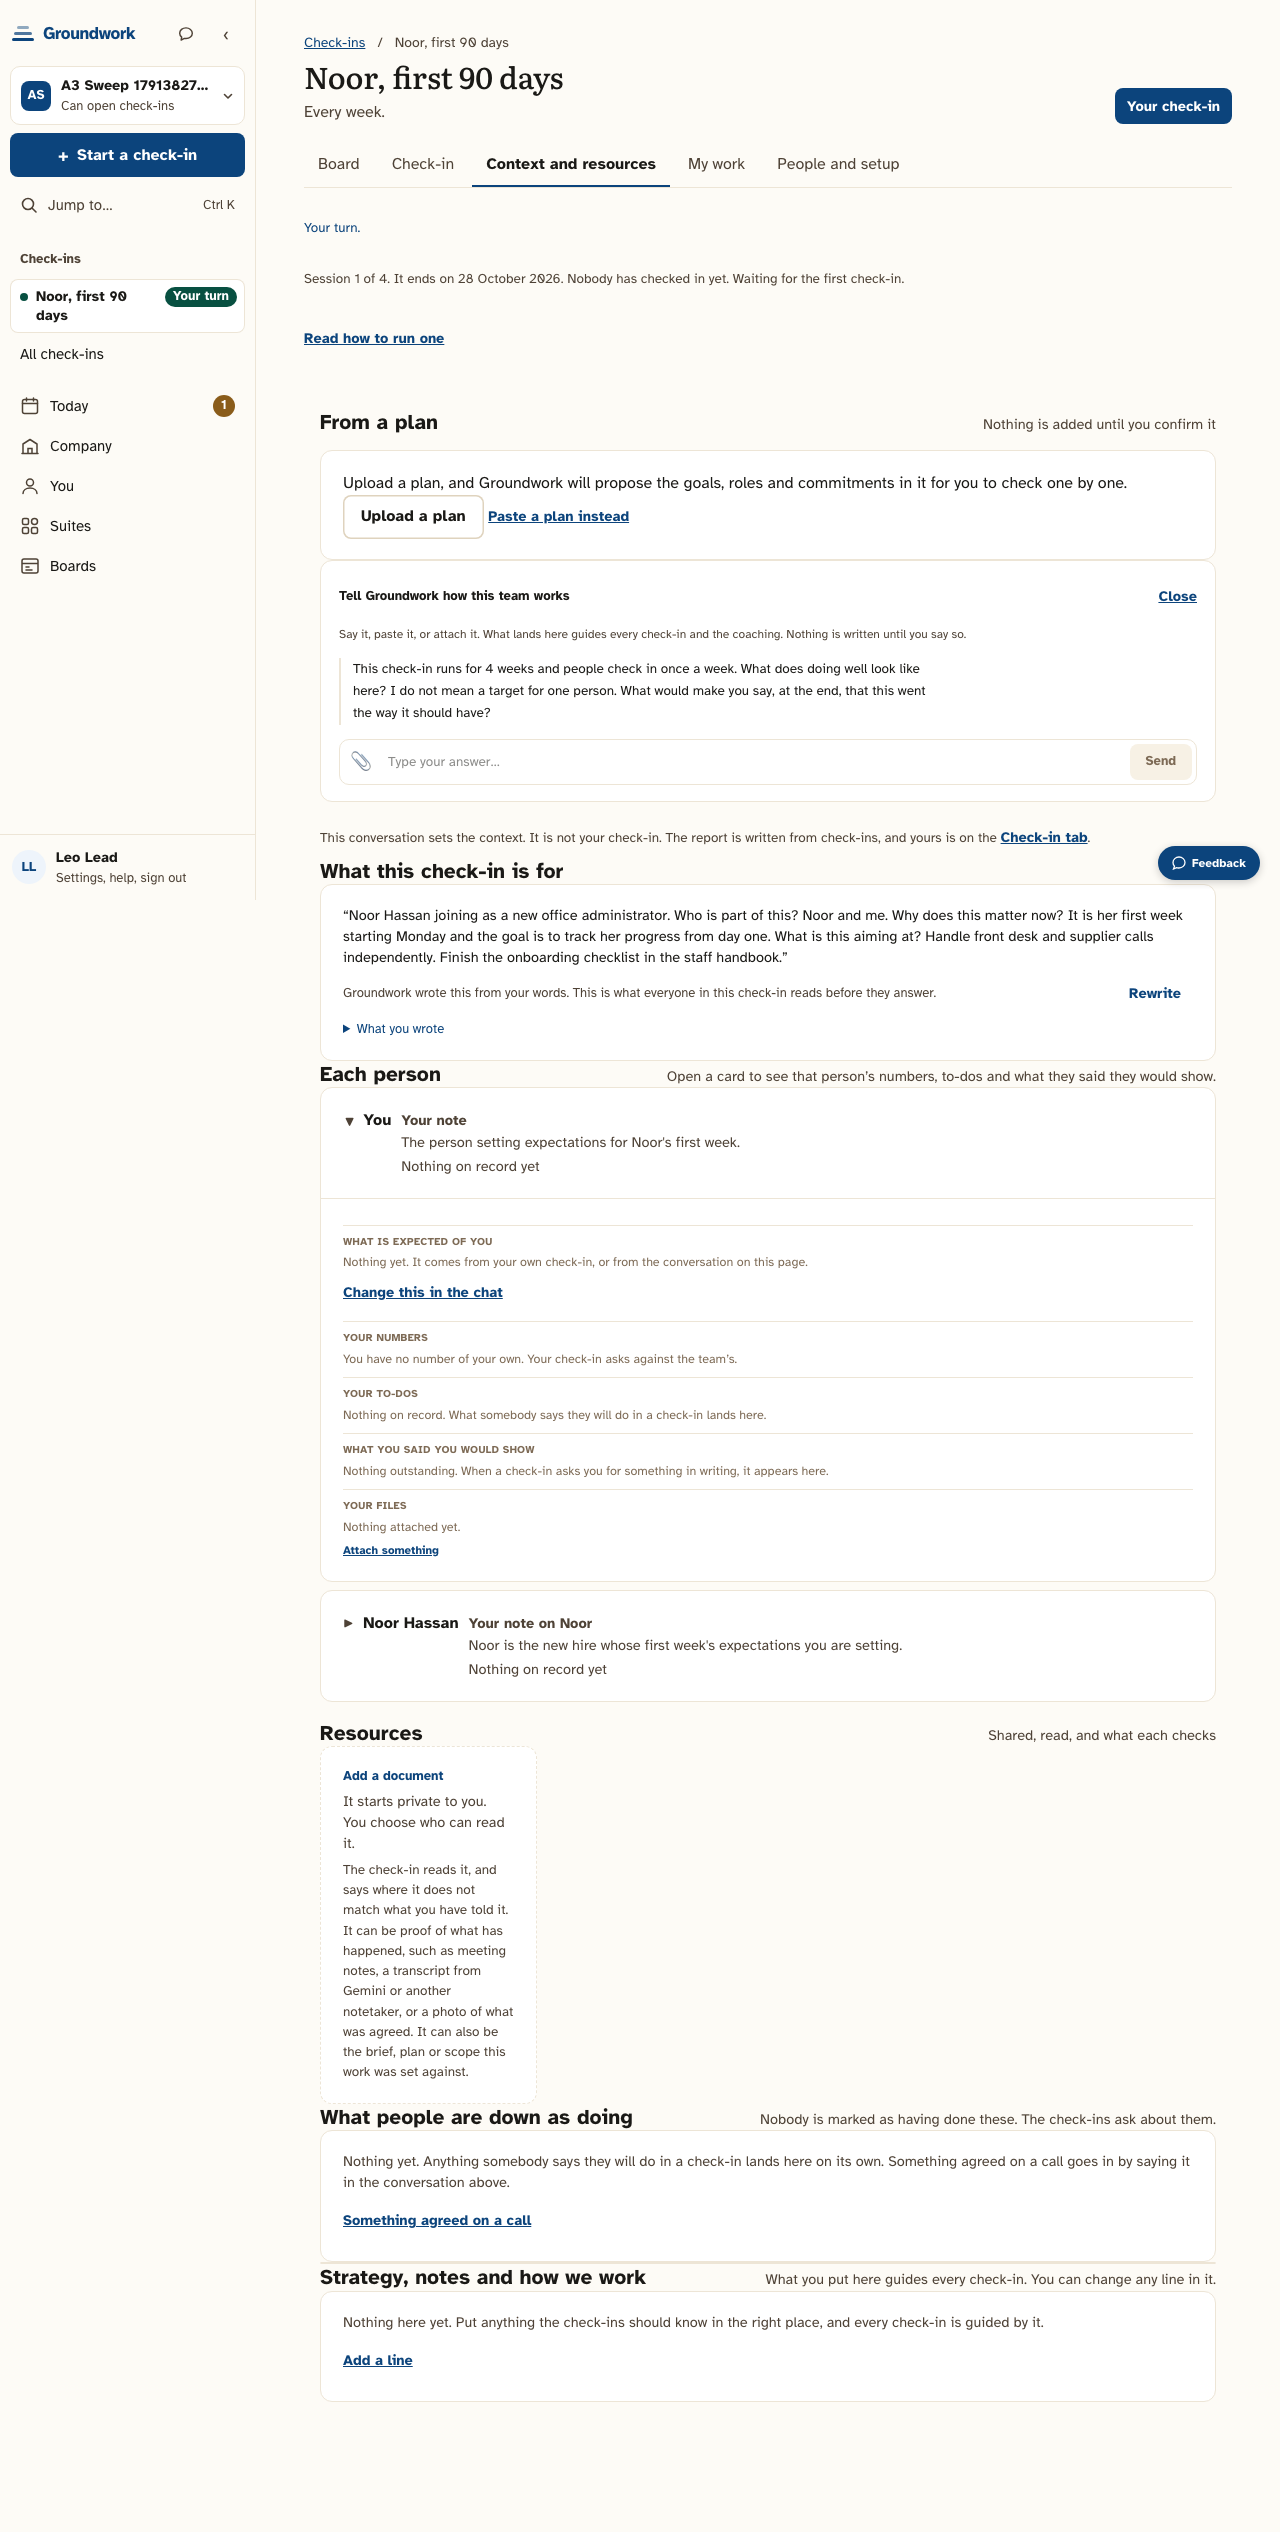 Groundwork
‹
AS
A3 Sweep 17913827...
Can open check-ins
+ Start a check-in
Jump to...
Ctrl K
Check-ins
Noor, first 90
days
Your turn
All check-ins
Today
1
Company
You
Suites
Boards
LL
Leo Lead
Settings, help, sign out
Check-ins / Noor, first 90 days
Noor, first 90 days
Every week.
Your check-in
Board
Check-in
Context and resources
My work
People and setup
Your turn.
Session 1 of 4. It ends on 28 October 2026. Nobody has checked in yet. Waiting for the first check-in.
Read how to run one
From a plan
Nothing is added until you confirm it
Upload a plan, and Groundwork will propose the goals, roles and commitments in it for you to check one by one.
Upload a plan
Paste a plan instead
Tell Groundwork how this team works
Close
Say it, paste it, or attach it. What lands here guides every check-in and the coaching. Nothing is written until you say so.
This check-in runs for 4 weeks and people check in once a week. What does doing well look like
here? I do not mean a target for one person. What would make you say, at the end, that this went
the way it should have?
Type your answer...
Send
This conversation sets the context. It is not your check-in. The report is written from check-ins, and yours is on the Check-in tab.
Feedback
What this check-in is for
“Noor Hassan joining as a new office administrator. Who is part of this? Noor and me. Why does this matter now? It is her first week
starting Monday and the goal is to track her progress from day one. What is this aiming at? Handle front desk and supplier calls
independently. Finish the onboarding checklist in the staff handbook.”
Groundwork wrote this from your words. This is what everyone in this check-in reads before they answer.
Rewrite
What you wrote
Each person
Open a card to see that person’s numbers, to-dos and what they said they would show.
You
Your note
The person setting expectations for Noor's first week.
Nothing on record yet
WHAT IS EXPECTED OF YOU
Nothing yet. It comes from your own check-in, or from the conversation on this page.
Change this in the chat
YOUR NUMBERS
You have no number of your own. Your check-in asks against the team’s.
YOUR TO-DOS
Nothing on record. What somebody says they will do in a check-in lands here.
WHAT YOU SAID YOU WOULD SHOW
Nothing outstanding. When a check-in asks you for something in writing, it appears here.
YOUR FILES
Nothing attached yet.
Attach something
Noor Hassan
Your note on Noor
Noor is the new hire whose first week's expectations you are setting.
Nothing on record yet
Resources
Shared, read, and what each checks
Add a document
It starts private to you.
You choose who can read
it.
The check-in reads it, and
says where it does not
match what you have told it.
It can be proof of what has
happened, such as meeting
notes, a transcript from
Gemini or another
notetaker, or a photo of what
was agreed. It can also be
the brief, plan or scope this
work was set against.
What people are down as doing
Nobody is marked as having done these. The check-ins ask about them.
Nothing yet. Anything somebody says they will do in a check-in lands here on its own. Something agreed on a call goes in by saying it
in the conversation above.
Something agreed on a call
Strategy, notes and how we work
What you put here guides every check-in. You can change any line in it.
Nothing here yet. Put anything the check-ins should know in the right place, and every check-in is guided by it.
Add a line